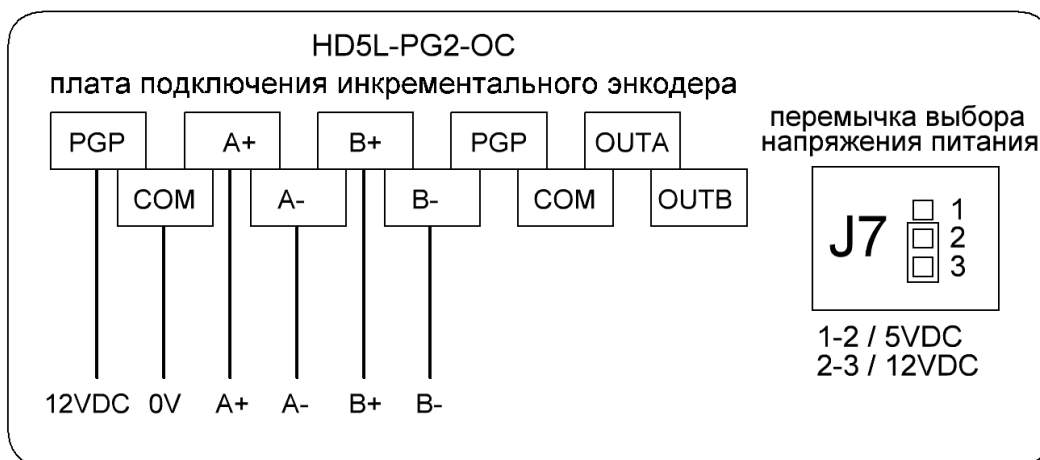 HD5L-PG2-OC
плата подключения инкрементального энкодера
PGP A+ B+ PGP OUTA
COM A- B- COM OUTB
12VDC 0V A+ A- B+ B-
перемычка выбора
напряжения питания
J7
1
2
3
1-2 / 5VDC
2-3 / 12VDC